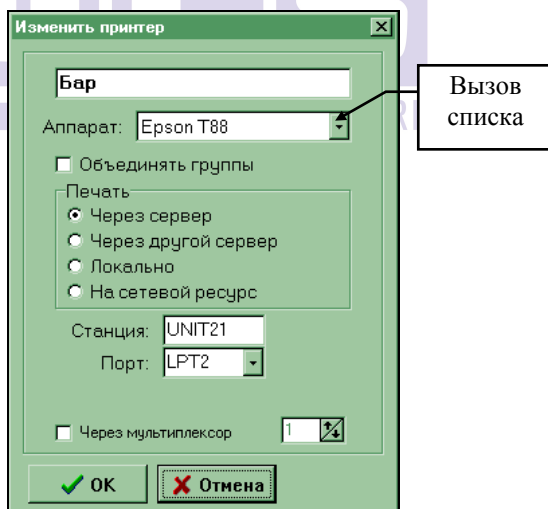 Изменить принтер
Бар
Аппарат: Epson T88
Вызов
списка
Объединять группы
Печать
Через сервер
Через другой сервер
Локально
На сетевой ресурс
Станция: UNIT21
Порт: LPT2
Через мультиплексор 1
OK Отмена